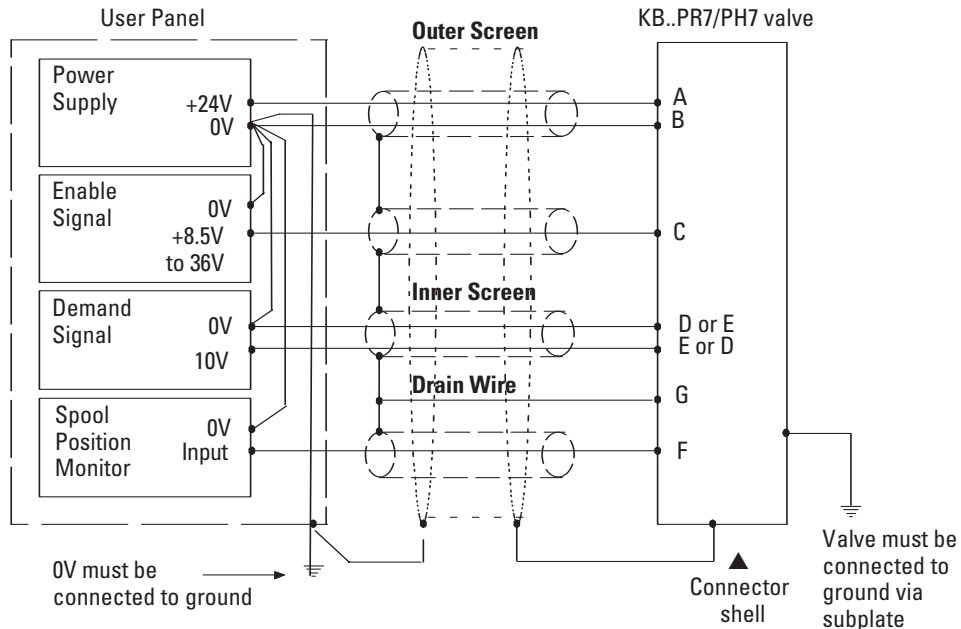 User Panel
Outer Screen
KB..PR7/PH7 valve
Power
Supply
+24V
0V
A
B
Enable
Signal
0V
+8.5V
to 36V
C
Inner Screen
Demand
Signal
0V
10V
D or E
E or D
Drain Wire
G
Spool
Position
Monitor
0V
Input
F
0V must be
connected to ground
Connector
shell
Valve must be
connected to
ground via
subplate